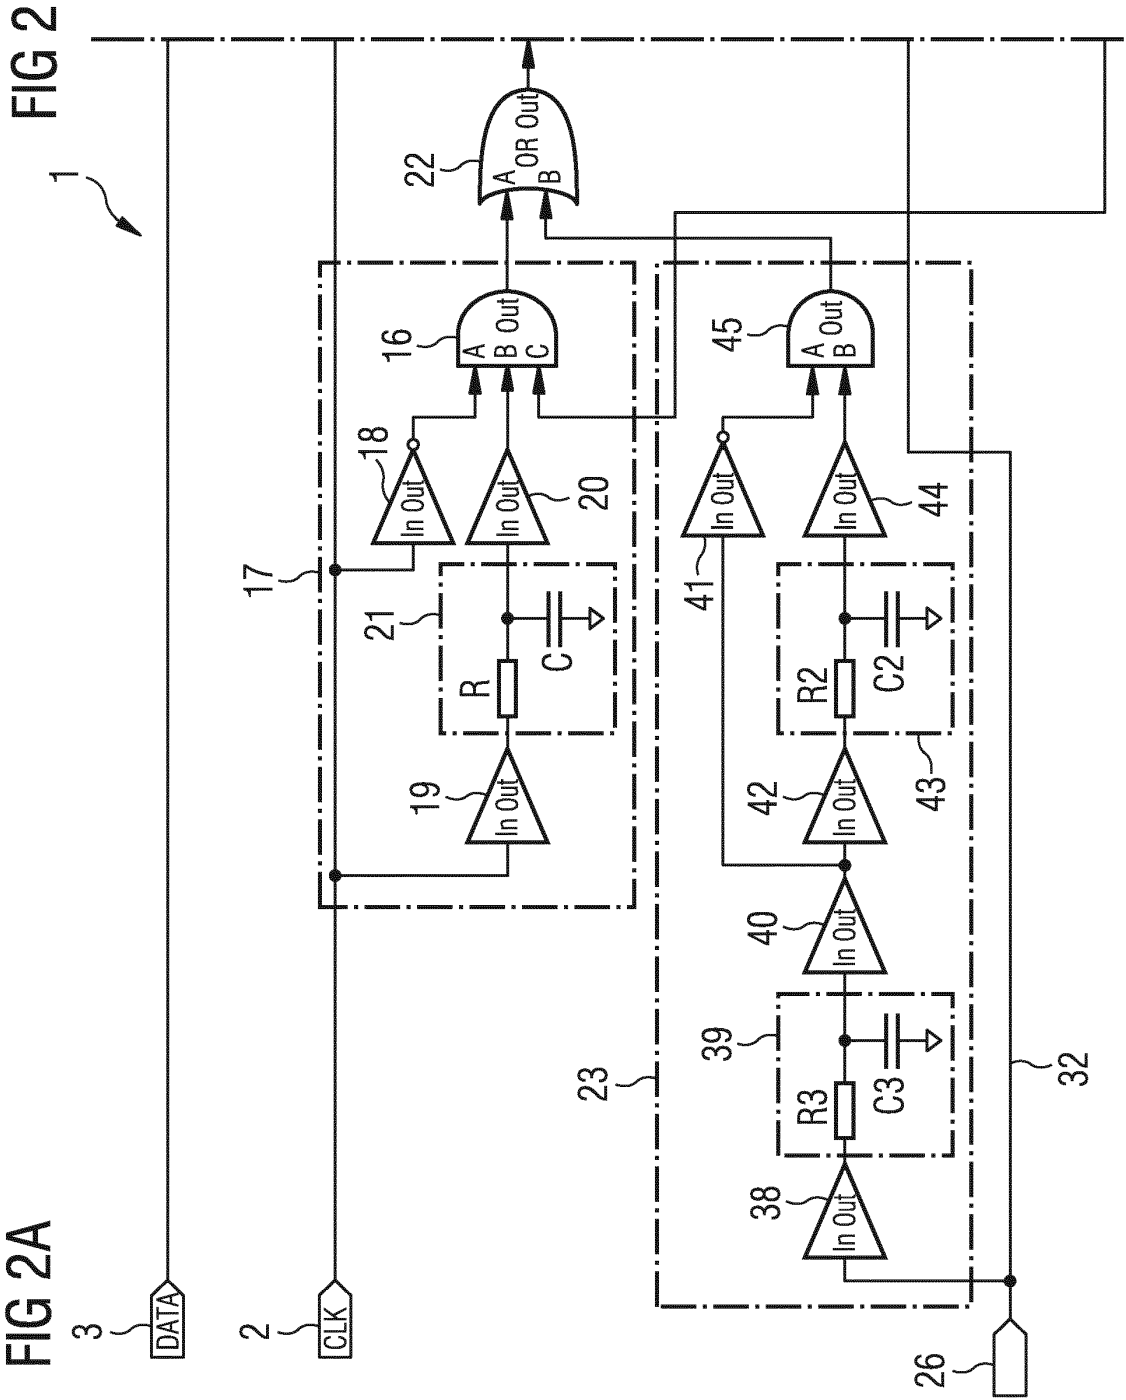 FIG 2A
FIG 2
1
3
DATA
2
CLK
17
18
In Out
16
A
B
C
Out
22
A
B
OR Out
19
In Out
21
R
C
20
In Out
23
38
In Out
39
R3
C3
40
In Out
41
In Out
42
In Out
43
R2
C2
44
In Out
45
A
B
Out
26
32